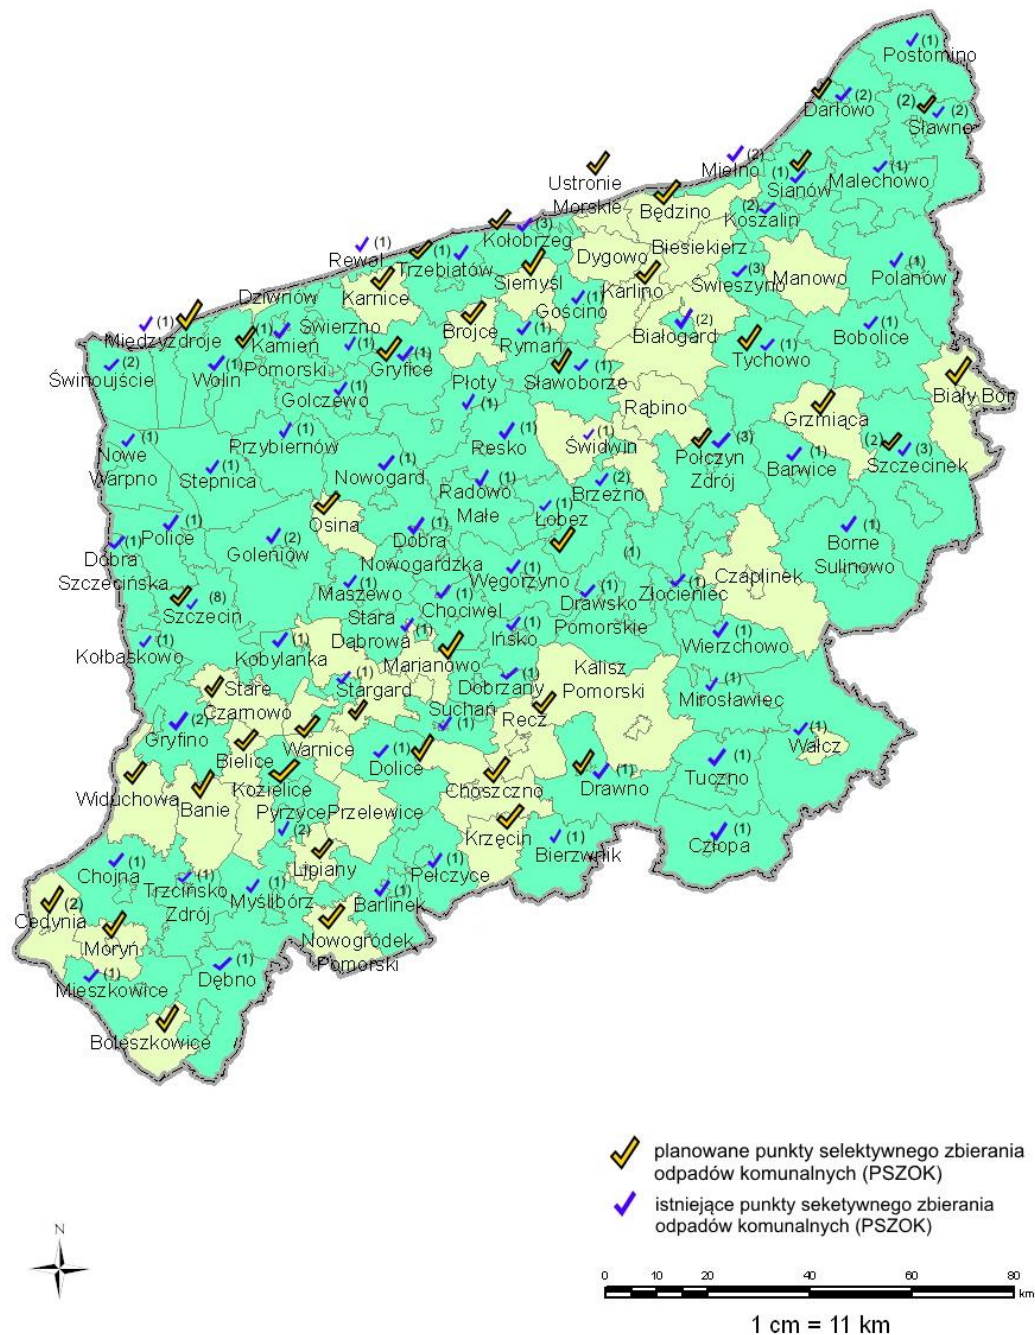 (1)
Postomino
(2)
Darłowo
(2)
(2)
Sławno
(2)
Mielno
(1)
Sianów
(1)
Malechowo
Ustronie
Morskie
Będzino
(2)
Koszalin
(3)
Kołobrzeg
(1)
Rewal
(1)
Trzebiatów
Biesiekierz
Dygowo
Siemyśl
Karlino
(3)
Świeszyno
Manowo
(1)
Polanów
Dziwnów
Karnice
(1)
Gościno
(1)
Międzyzdroje
(1)
Kamień
Pomorski
Świerzno
(1)
Brojce
(1)
Rymań
(2)
Białogard
(1)
Bobolice
(2)
Świnoujście
(1)
Wolin
(1)
Gryfice
(1)
Tychowo
(1)
Golczewo
Płoty
(1)
Sławoborze
Rąbino
Biały Bór
Grzmiąca
(1)
(1)
Nowe
Warpno
(1)
Przybiernów
(1)
Resko
(1)
Świdwin
(3)
Połczyn
Zdrój
(1)
Barwice
(2)
(3)
Szczecinek
(1)
Stepnica
(1)
Nowogard
(1)
Radowo
Małe
(2)
Brzeżno
(1)
Łobez
Osina
(1)
Police
(1)
Dobra
Szczecińska
(2)
Goleniów
(1)
Dobra
Nowogardzka
(1)
Borne
Sulinowo
(1)
Węgorzyno
(1)
Czaplinek
(8)
Szczecin
(1)
Maszewo
(1)
Chociwel
(1)
Drawsko
Pomorskie
(1)
Złocieniec
Stara
Dąbrowa
(1)
(1)
Ińsko
(1)
Wierzchowo
(1)
Kołbaskowo
(1)
Kobylanka
Marianowo
(1)
Dobrzany
Kalisz
Pomorski
(1)
Mirosławiec
Stare
Czarnowo
(1)
Stargard
Suchań
(1)
Recz
(2)
Gryfino
Bielice
Warnice
(1)
Dolice
(1)
Wałcz
Widuchowa
Banie
Kozielice
Choszczno
(1)
Drawno
(1)
Tuczno
Pyrzyce
(2)
Przelewice
Krzęcin
(1)
Bierzwnik
(1)
Człopa
Lipiany
(1)
Chojna
(1)
Trzcińsko
Zdrój
(1)
Myślibórz
(1)
Barlinek
(1)
Pełczyce
(2)
Cedynia
Moryń
Nowogródek
Pomorski
(1)
Mieszkowice
(1)
Dębno
Boleszkowice
planowane punkty selektywnego zbierania
odpadów komunalnych (PSZOK)
istniejące punkty seketywnego zbierania
odpadów komunalnych (PSZOK)
N
0 10 20 40 60 80
km
1 cm = 11 km